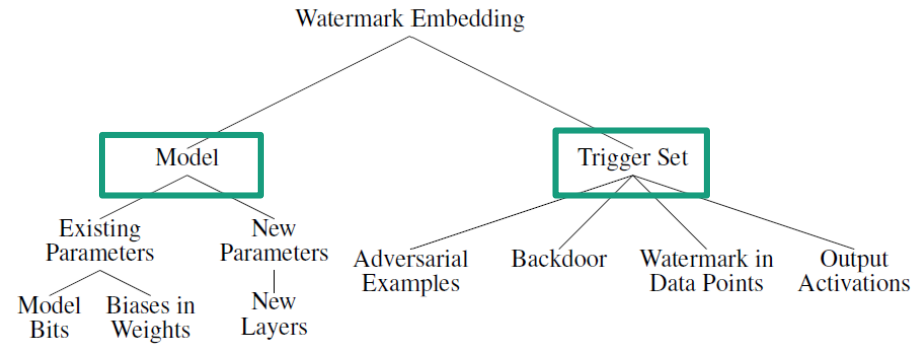 Watermark Embedding
Model
Trigger Set
Existing
Parameters
New
Parameters
Adversarial
Examples
Backdoor
Watermark in
Data Points
Output
Activations
Model
Bits
Biases in
Weights
New
Layers